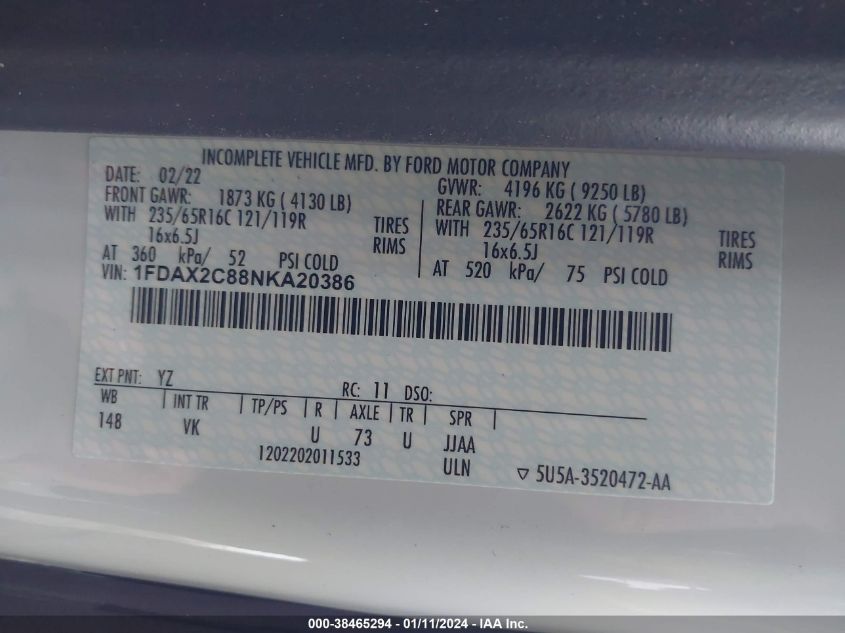 INCOMPLETE VEHICLE MFD. BY FORD MOTOR COMPANY
DATE: 02/22
GVWR: 4196 KG ( 9250 LB)
FRONT GAWR: 1873 KG ( 4130 LB)
REAR GAWR: 2622 KG ( 5780 LB)
WITH 235/65R16C 121/119R TIRES
WITH 235/65R16C 121/119R TIRES
16x6.5J RIMS
16x6.5J RIMS
AT 360 kPa/ 52 PSI COLD
AT 520 kPa/ 75 PSI COLD
VIN: 1FDAX2C88NKA20386
EXT PNT: YZ RC: 11 DSO:
WB INT TR TP/PS R AXLE TR SPR
148 VK U 73 U JJAA
1202202011533 ULN ▽ 5U5A-3520472-AA
000-38465294 - 01/11/2024 - IAA Inc.